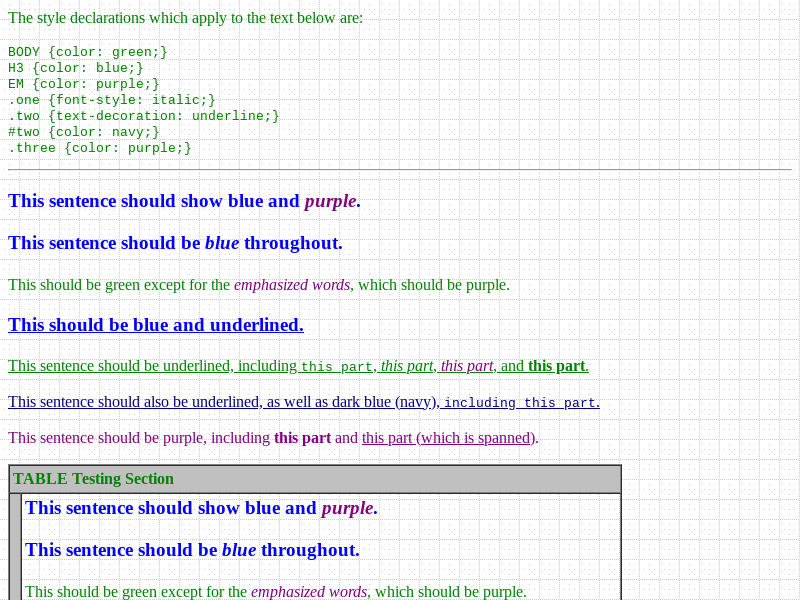 The style declarations which apply to the text below are:
BODY {color: green;}
H3 {color: blue;}
EM {color: purple;}
.one {font-style: italic;}
.two {text-decoration: underline;}
#two {color: navy;}
.three {color: purple;}
This sentence should show blue and purple.
This sentence should be blue throughout.
This should be green except for the emphasized words, which should be purple.
This should be blue and underlined.
This sentence should be underlined, including this part, this part, this part, and this part.
This sentence should also be underlined, as well as dark blue (navy), including this part.
This sentence should be purple, including this part and this part (which is spanned).
TABLE Testing Section
This sentence should show blue and purple.
This sentence should be blue throughout.
This should be green except for the emphasized words, which should be purple.